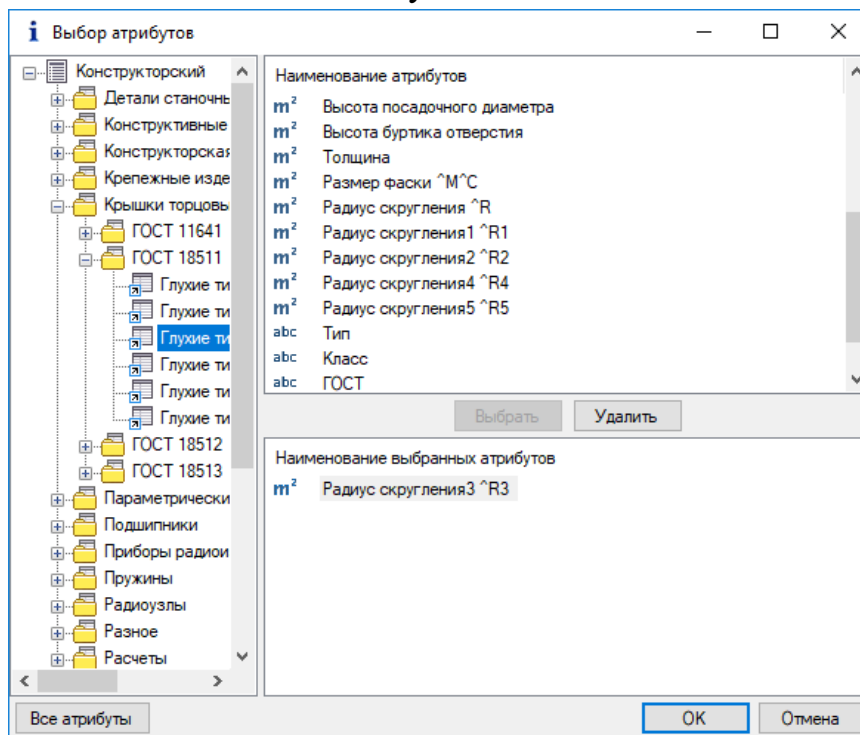 Выбор атрибутов
Конструкторский
Детали станочнь
Конструктивные
Конструкторская
Крепежные изде
Крышки торцовы
ГОСТ 11641
ГОСТ 18511
Глухие ти
Глухие ти
Глухие ти
Глухие ти
Глухие ти
Глухие ти
ГОСТ 18512
ГОСТ 18513
Параметрически
Подшипники
Приборы радиои
Пружины
Радиоузлы
Разное
Расчеты
Все атрибуты
Наименование атрибутов
m² Высота посадочного диаметра
m² Высота буртика отверстия
m² Толщина
m² Размер фаски ^M^C
m² Радиус скругления ^R
m² Радиус скругления1 ^R1
m² Радиус скругления2 ^R2
m² Радиус скругления4 ^R4
m² Радиус скругления5 ^R5
abc Тип
abc Класс
abc ГОСТ
Выбрать Удалить
Наименование выбранных атрибутов
m² Радиус скругления3 ^R3
OK Отмена